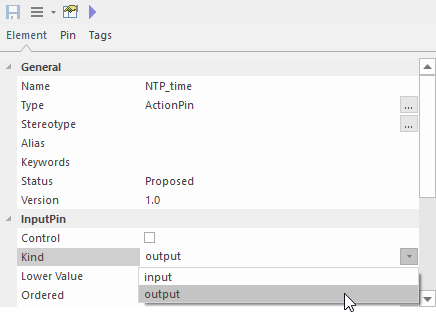 Element Pin Tags
General
Name NTP_time
Type ActionPin ...
Stereotype ...
Alias
Keywords
Status Proposed
Version 1.0
InputPin
Control
Kind output
Lower Value input
Ordered output